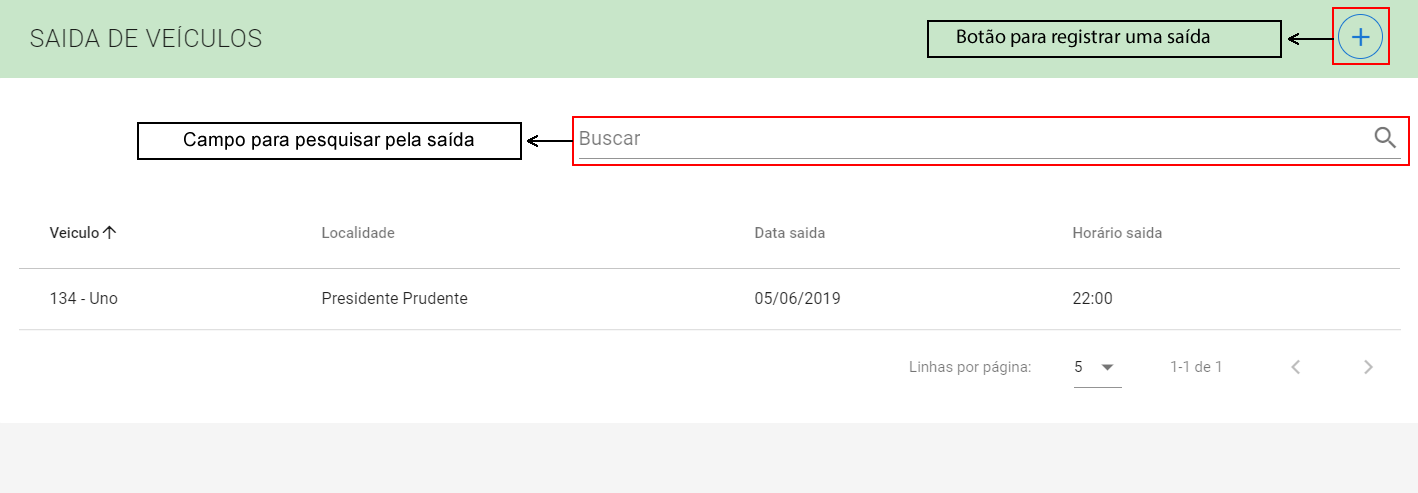 SAIDA DE VEÍCULOS
Botão para registrar uma saída
Campo para pesquisar pela saída
Buscar
Veiculo Localidade Data saida Horário saida
134 - Uno Presidente Prudente 05/06/2019 22:00
Linhas por página: 5 1-1 de 1